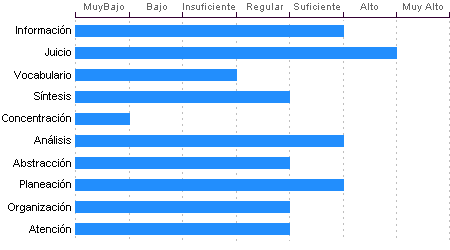 MuyBajo Bajo Insuficiente Regular Suficiente Alto Muy Alto
Información
Juicio
Vocabulario
Síntesis
Concentración
Análisis
Abstracción
Planeación
Organización
Atención